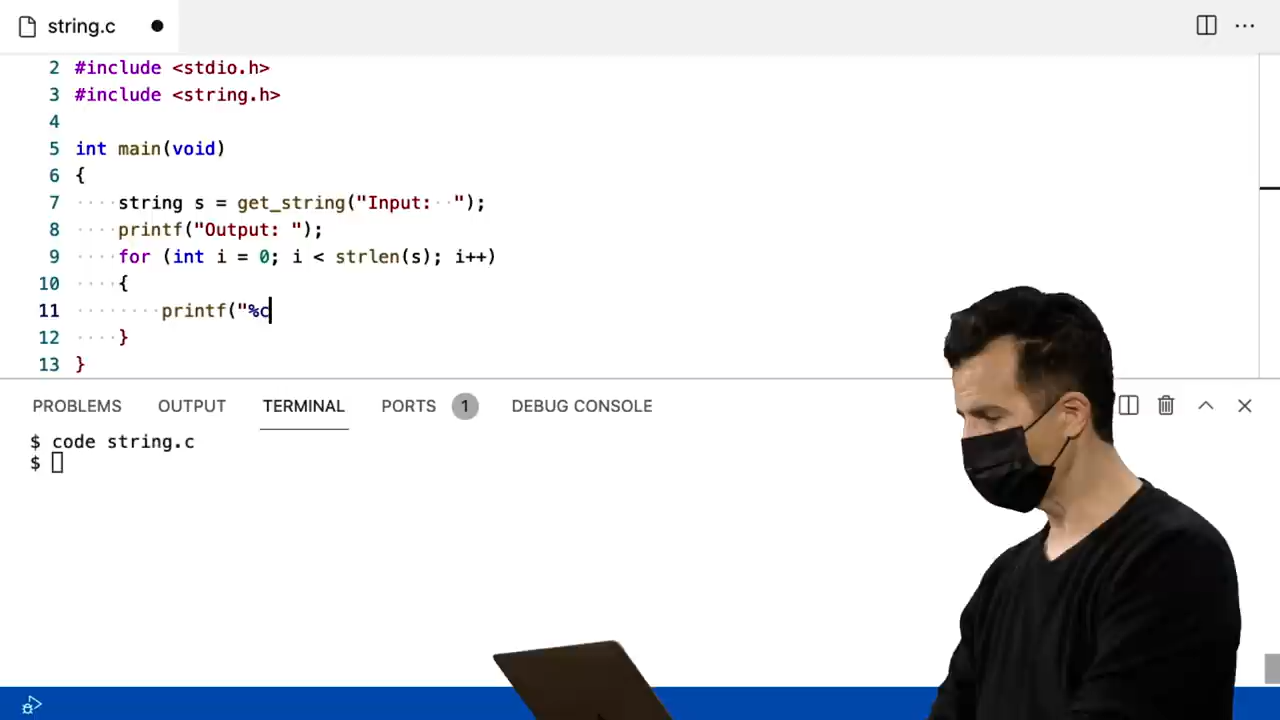 string.c
2 #include <stdio.h>
3 #include <string.h>
4
5 int main(void)
6 {
7 ····string s = get_string("Input:··");
8 ····printf("Output: ");
9 ····for (int i = 0; i < strlen(s); i++)
10 ····{
11 ········printf("%c
12 ····}
13 }
PROBLEMS OUTPUT TERMINAL PORTS 1 DEBUG CONSOLE
$ code string.c
$